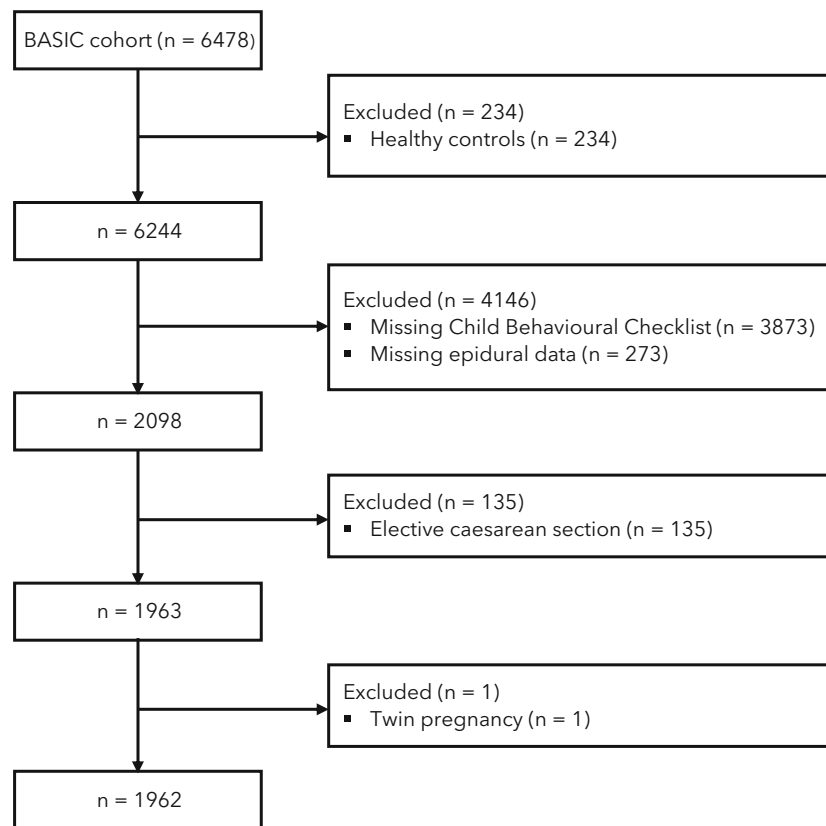 BASIC cohort (n = 6478)
Excluded (n = 234)
▪ Healthy controls (n = 234)
n = 6244
Excluded (n = 4146)
▪ Missing Child Behavioural Checklist (n = 3873)
▪ Missing epidural data (n = 273)
n = 2098
Excluded (n = 135)
▪ Elective caesarean section (n = 135)
n = 1963
Excluded (n = 1)
▪ Twin pregnancy (n = 1)
n = 1962